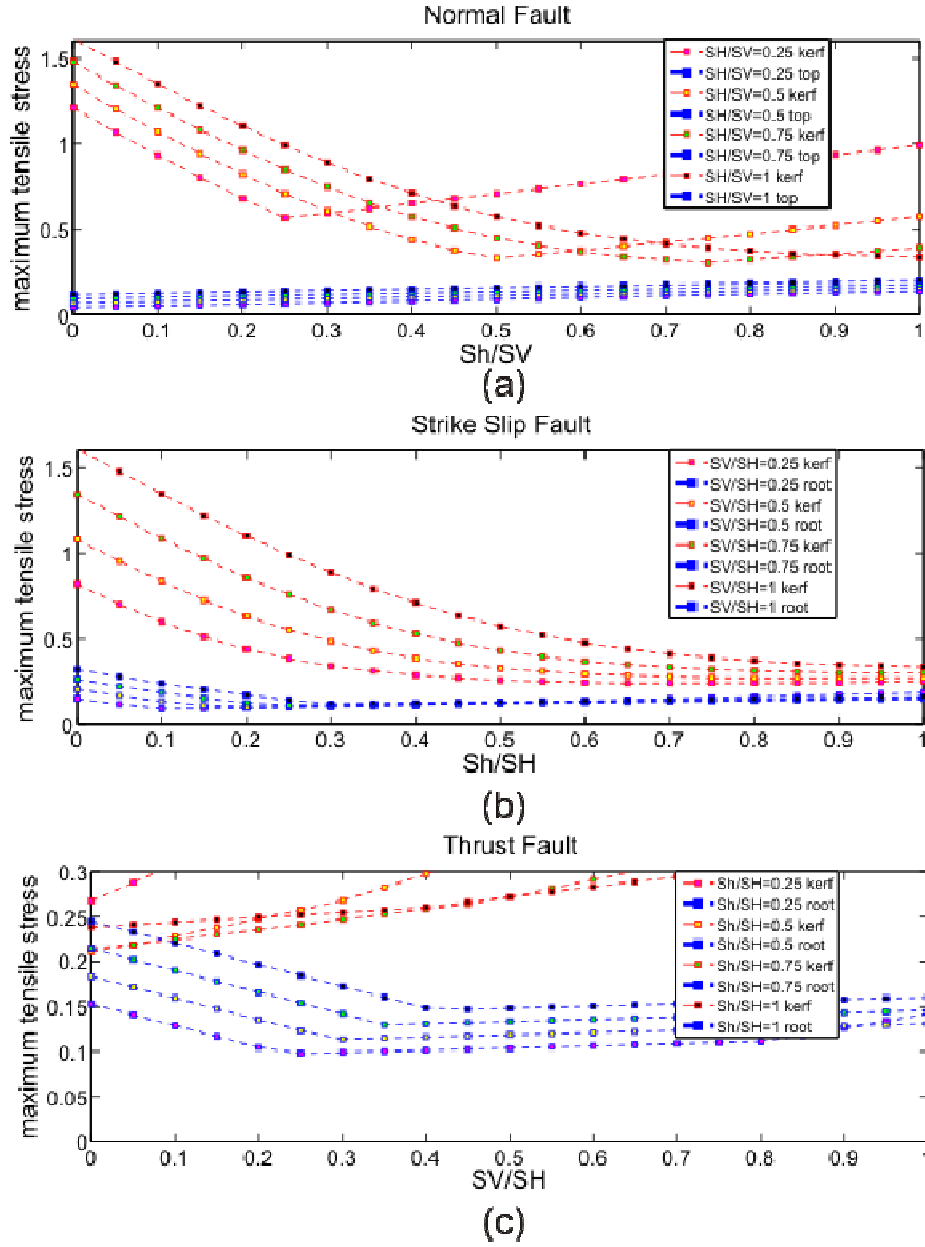 Normal Fault
maximum tensile stress
1.5
1
0.5
0
SH/SV=0.25 kerf
SH/SV=0.25 top
SH/SV=0.5 kerf
SH/SV=0.5 top
SH/SV=0.75 kerf
SH/SV=0.75 top
SH/SV=1 kerf
SH/SV=1 top
0 0.1 0.2 0.3 0.4 0.5 0.6 0.7 0.8 0.9 1
Sh/SV
(a)
Strike Slip Fault
maximum tensile stress
1.5
1
0.5
0
SV/SH=0.25 kerf
SV/SH=0.25 root
SV/SH=0.5 kerf
SV/SH=0.5 root
SV/SH=0.75 kerf
SV/SH=0.75 root
SV/SH=1 kerf
SV/SH=1 root
0 0.1 0.2 0.3 0.4 0.5 0.6 0.7 0.8 0.9 1
Sh/SH
(b)
Thrust Fault
maximum tensile stress
0.3
0.25
0.2
0.15
0.1
0.05
0
Sh/SH=0.25 kerf
Sh/SH=0.25 root
Sh/SH=0.5 kerf
Sh/SH=0.5 root
Sh/SH=0.75 kerf
Sh/SH=0.75 root
Sh/SH=1 kerf
Sh/SH=1 root
0 0.1 0.2 0.3 0.4 0.5 0.6 0.7 0.8 0.9 1
SV/SH
(c)